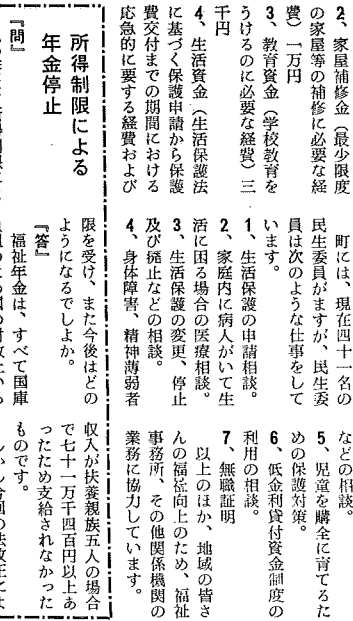 2、家屋補修金（最少限度
の家屋等の補修に必要な経
費）一万円
3、教育資金（学校教育を
うけるのに必要な経費）三
千円
4、生活資金（生活保護法
に基づく保護申請から保護
費交付までの期間における
応急的に要する経費および
町には、現在四十一名の
民生委員がますが、民生委
員は次のような仕事をして
います。
1、生活保護の申請相談。
2、家庭内に病人がいて生
活に困る場合の医療相談。
3、生活保護の変更、停止
及び廃止などの相談。
4、身体障害、精神薄弱者
などの相談。
5、児童を購全に育てるた
めの保護対策。
6、低金利貸付資金制度の
利用の相談。
7、無職証明
以上のほか、地域の皆さ
んの福祉向上のため、福祉
事務所、その他関係機関の
業務に協力しています。
所得制限による
年金停止
『問』
限を受け、また今後はどの
ようになるでしよか。
『答』
福祉年金は、すべて国庫
収入が扶養親族五人の場合
で七十一万千四百円以上あ
ったため支給されなかった
ものです。